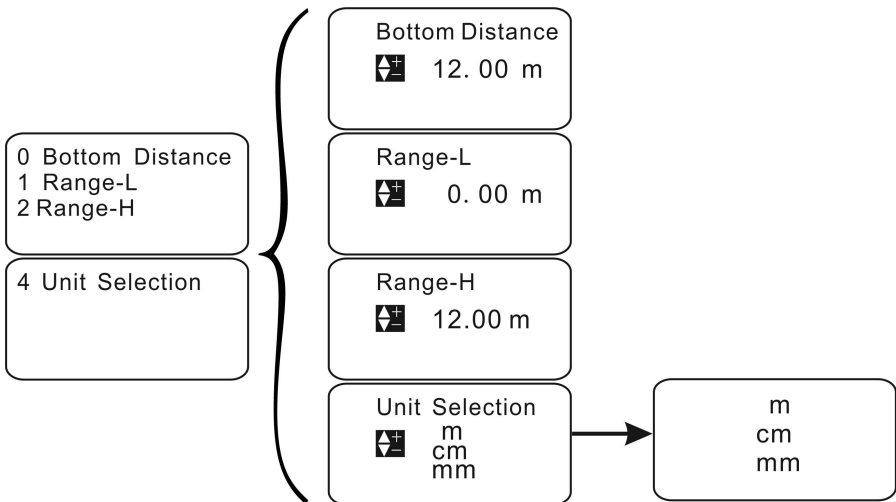 0 Bottom Distance
1 Range-L
2 Range-H
4 Unit Selection
Bottom Distance
12. 00 m
Range-L
0. 00 m
Range-H
12.00 m
Unit Selection
m
cm
mm
m
cm
mm